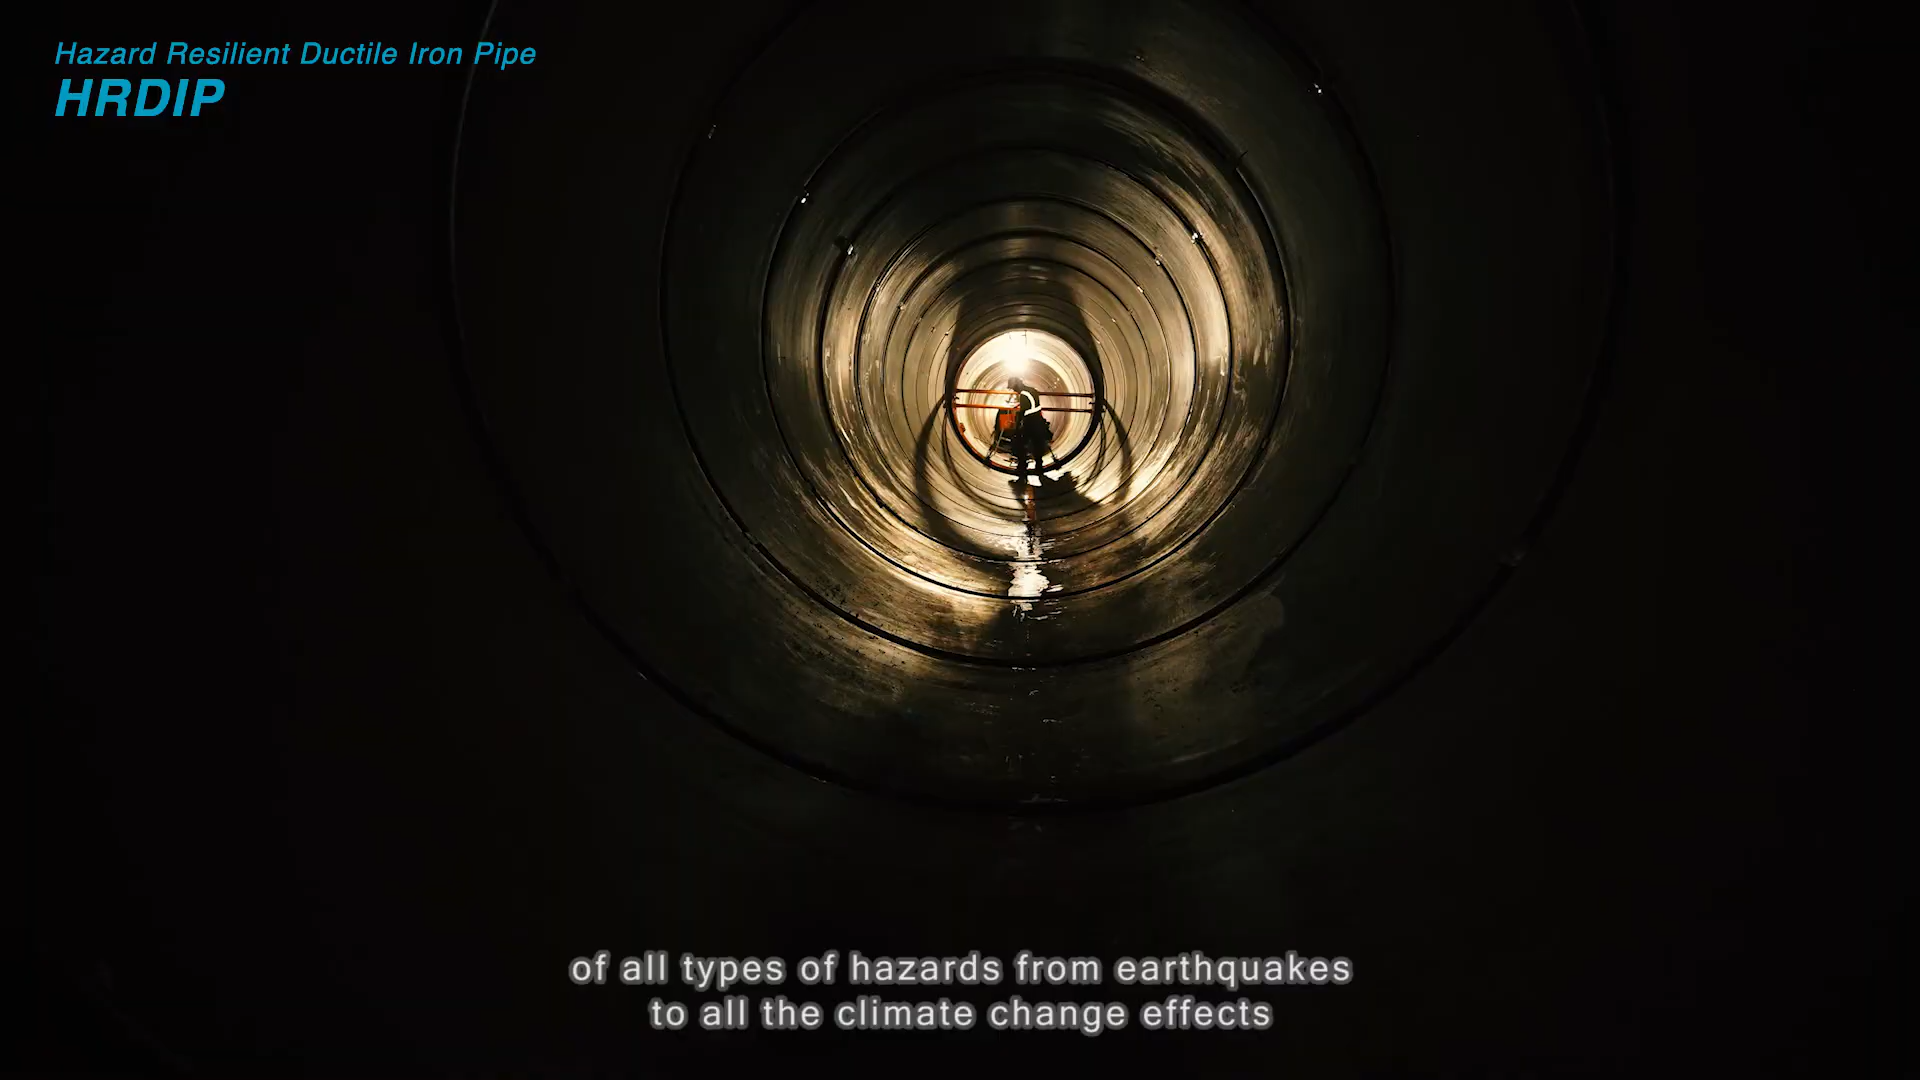 Hazard Resilient Ductile Iron Pipe
HRDIP
of all types of hazards from earthquakes
to all the climate change effects